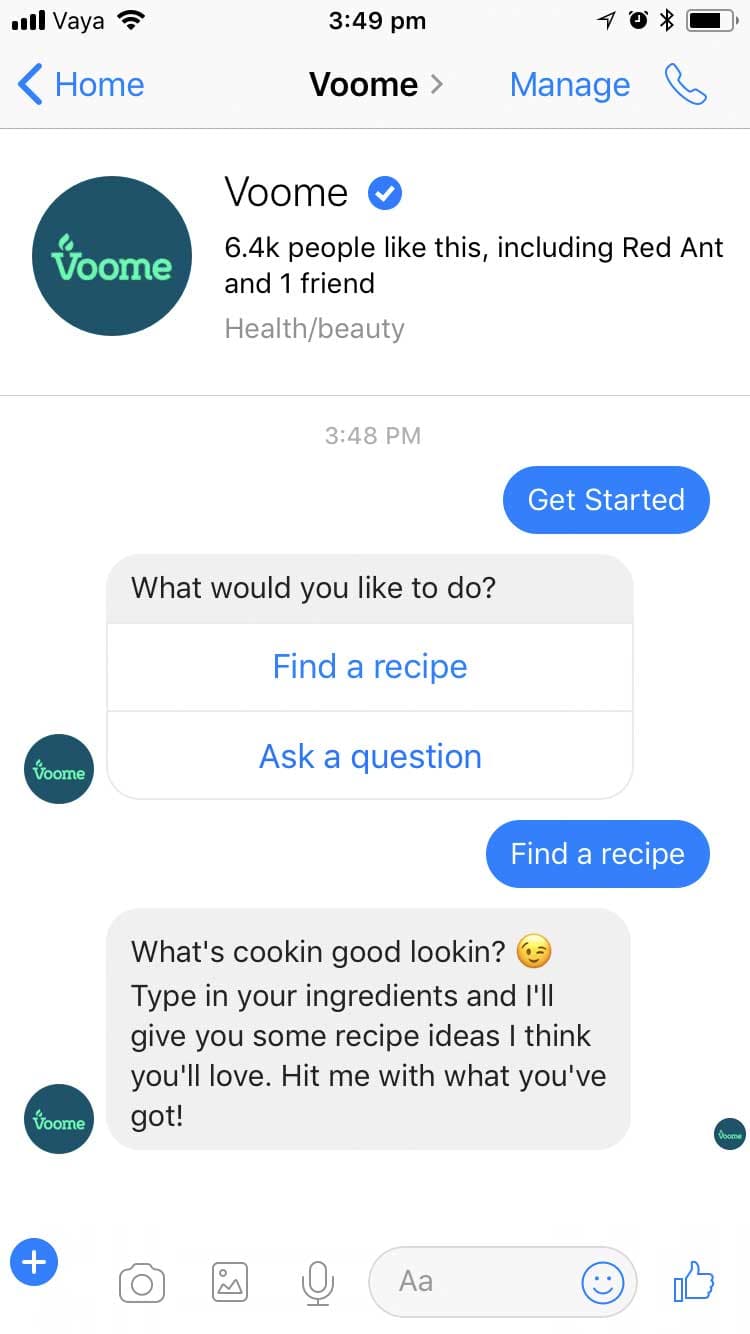 Vaya 3:49 pm
Home Voome Manage
Voome
Voome
6.4k people like this, including Red Ant
and 1 friend
Health/beauty
3:48 PM
Get Started
What would you like to do?
Find a recipe
Ask a question
Voome
Find a recipe
What's cookin good lookin? 😉
Type in your ingredients and I'll
give you some recipe ideas I think
you'll love. Hit me with what you've
got!
Voome
Voome
Aa